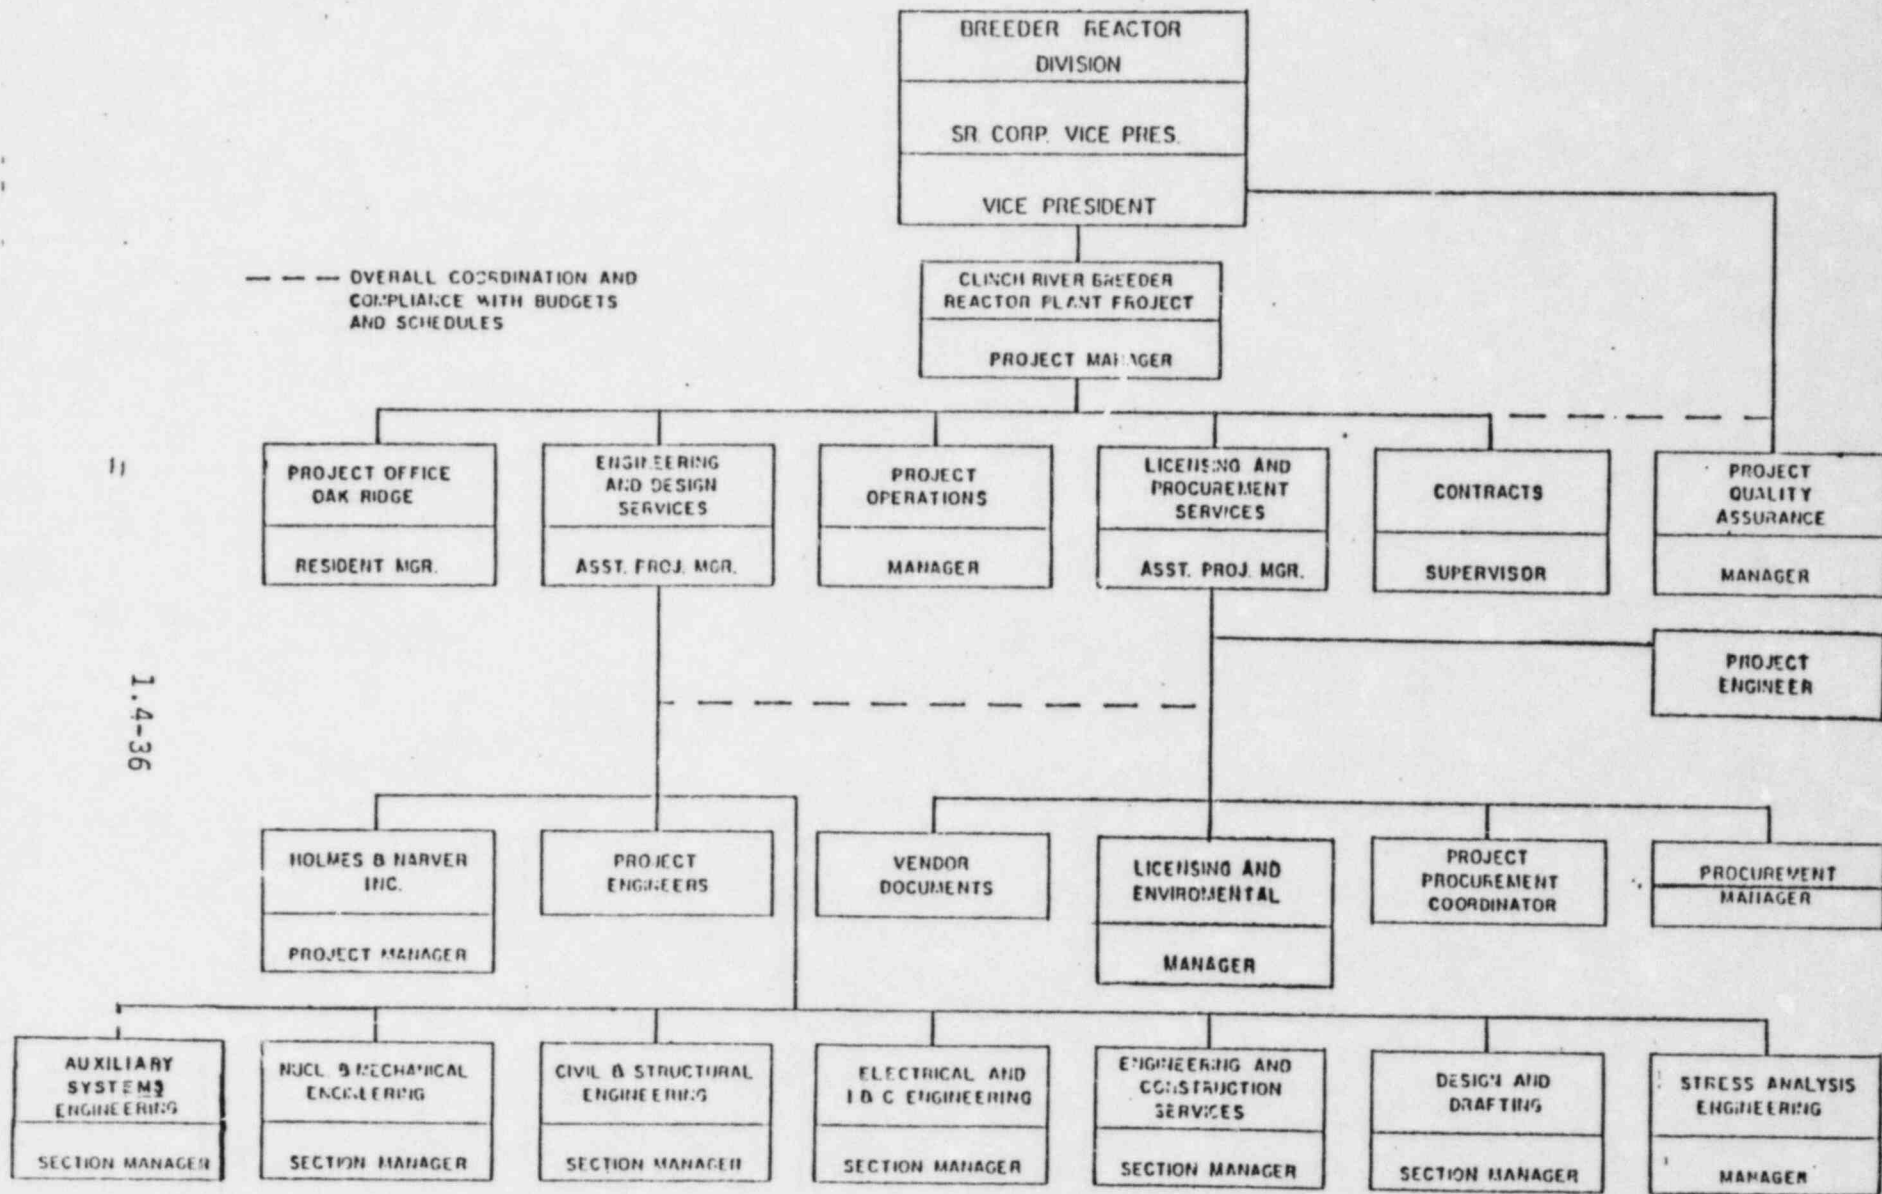 BREEDER REACTOR
DIVISION
SR. CORP. VICE PRES.
VICE PRESIDENT
— — — OVERALL COORDINATION AND
COMPLIANCE WITH BUDGETS
AND SCHEDULES
CLINCH RIVER BREEDER
REACTOR PLANT PROJECT
PROJECT MANAGER
PROJECT OFFICE
OAK RIDGE
RESIDENT MGR.
ENGINEERING
AND DESIGN
SERVICES
ASST. PROJ. MGR.
PROJECT
OPERATIONS
MANAGER
LICENSING AND
PROCUREMENT
SERVICES
ASST. PROJ. MGR.
CONTRACTS
SUPERVISOR
PROJECT
QUALITY
ASSURANCE
MANAGER
PROJECT
ENGINEER
1.4-36
HOLMES & NARVER
INC.
PROJECT MANAGER
PROJECT
ENGINEERS
VENDOR
DOCUMENTS
LICENSING AND
ENVIROMENTAL
MANAGER
PROJECT
PROCUREMENT
COORDINATOR
PROCUREMENT
MANAGER
AUXILIARY
SYSTEMS
ENGINEERING
SECTION MANAGER
NUCL. & MECHANICAL
ENGINEERING
SECTION MANAGER
CIVIL & STRUCTURAL
ENGINEERING
SECTION MANAGER
ELECTRICAL AND
I & C ENGINEERING
SECTION MANAGER
ENGINEERING AND
CONSTRUCTION
SERVICES
SECTION MANAGER
DESIGN AND
DRAFTING
SECTION MANAGER
STRESS ANALYSIS
ENGINEERING
MANAGER